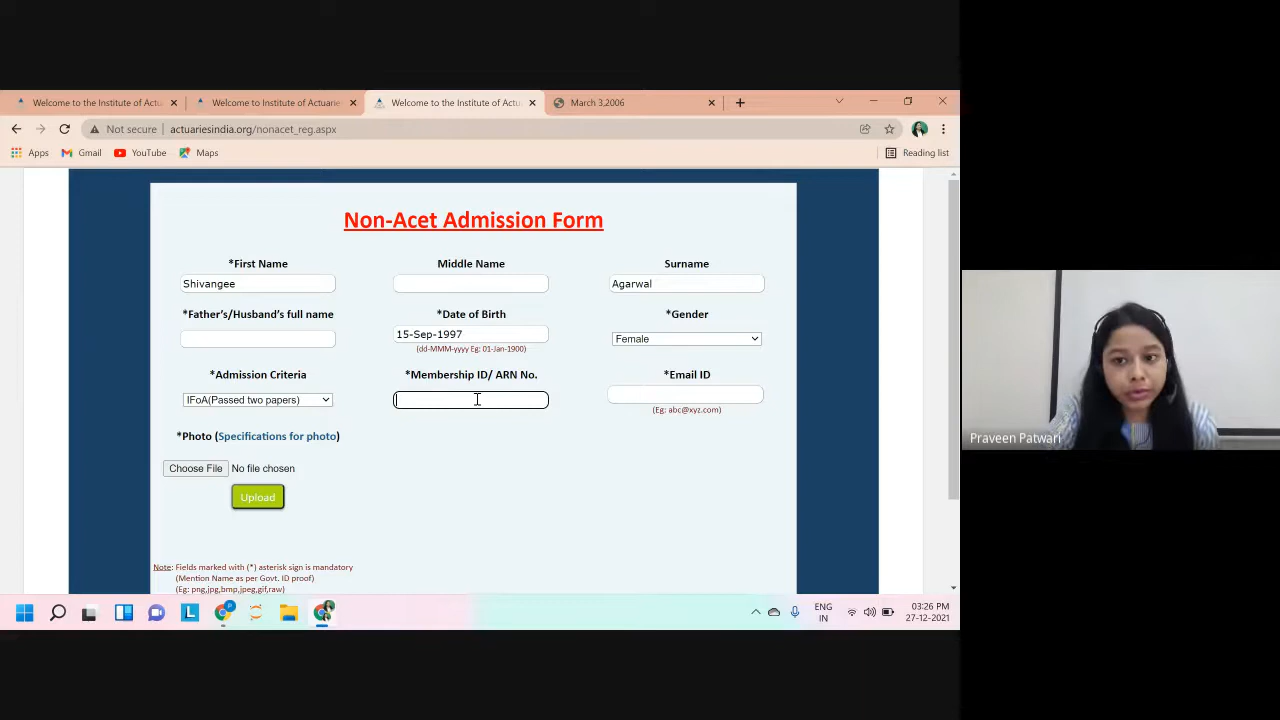 Welcome to the Institute of Actu
Welcome to the Institute of Actuarie
Welcome to the Institute of Actu
March 3,2006
Not secure
actuariesindia.org/nonacet_reg.aspx
Apps
Gmail
YouTube
Maps
Reading list
Non-Acet Admission Form
*First Name
Middle Name
Surname
Shivangee
Agarwal
*Father's/Husband's full name
*Date of Birth
*Gender
15-Sep-1997
Female
(dd-MMM-yyyy Eg: 01-Jan-1900)
*Admission Criteria
*Membership ID/ ARN No.
*Email ID
IFoA(Passed two papers)
(Eg: abc@xyz.com)
*Photo (Specifications for photo)
Choose File
No file chosen
Upload
Note: Fields marked with (*) asterisk sign is mandatory
(Mention Name as per Govt. ID proof)
(Eg: png,jpg,bmp,jpeg,gif,raw)
Praveen Patwari
L
P
ENG
IN
03:26 PM
27-12-2021